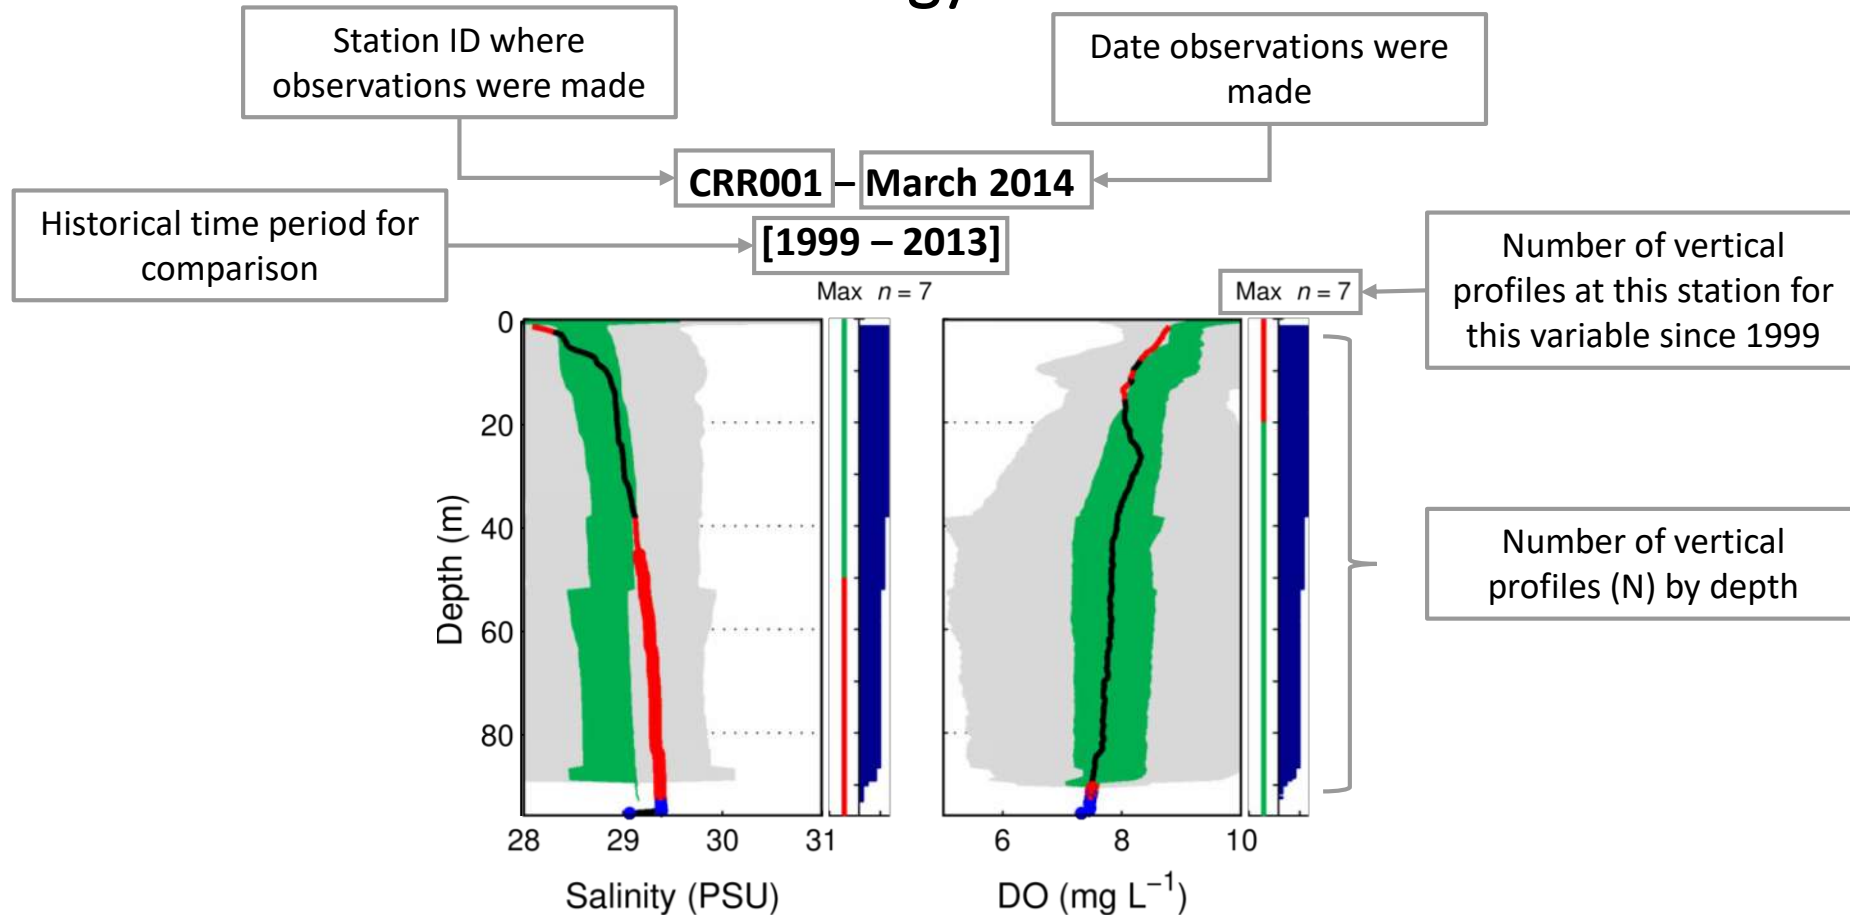 Station ID where
observations were made
Date observations were
made
CRR001 – March 2014
Historical time period for
comparison
[1999 – 2013]
Number of vertical
profiles at this station for
this variable since 1999
Max n = 7
Max n = 7
0
20
40
60
80
Depth (m)
28
29
30
31
Salinity (PSU)
6
8
10
DO (mg L⁻¹)
Number of vertical
profiles (N) by depth